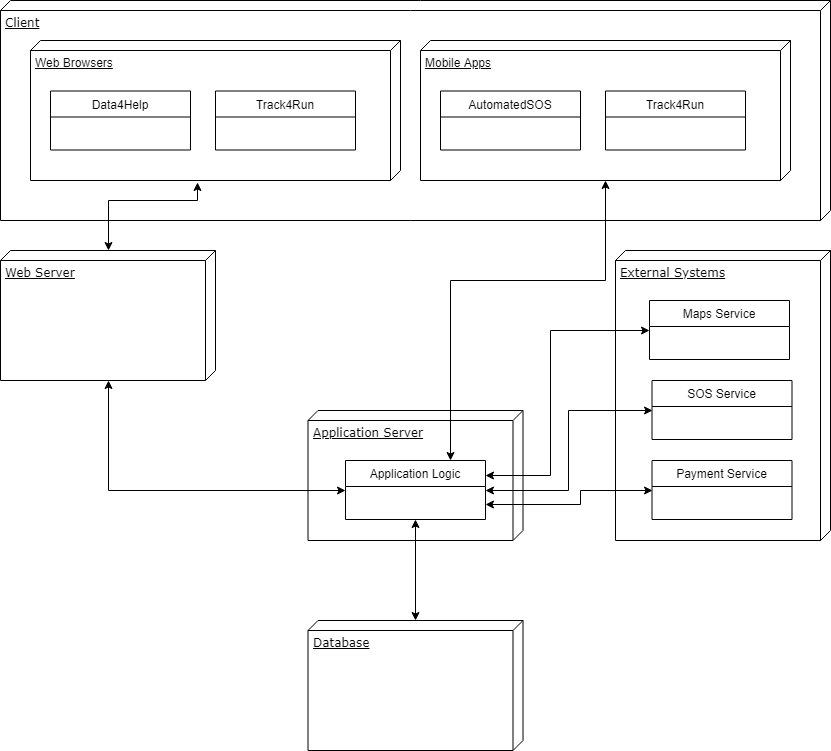 Client
Web Browsers
Data4Help
Track4Run
Mobile Apps
AutomatedSOS
Track4Run
Web Server
External Systems
Maps Service
SOS Service
Payment Service
Application Server
Application Logic
Database